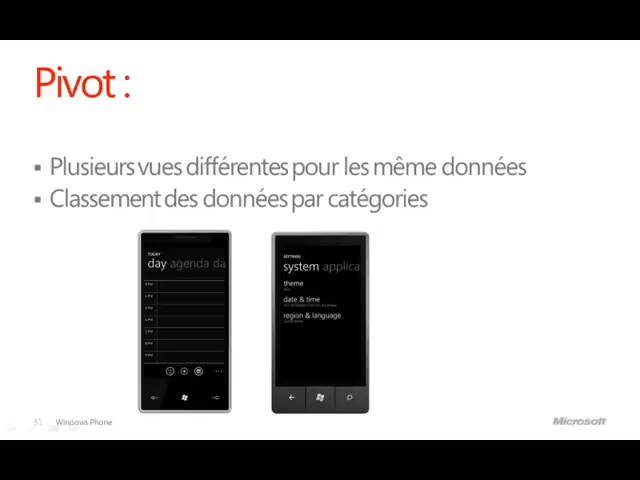 Pivot :
Plusieurs vues différentes pour les même données
Classement des données par catégories
TODAY
day agenda da
SETTINGS
system applica
theme
date & time
region & language
31 Windows Phone
Microsoft